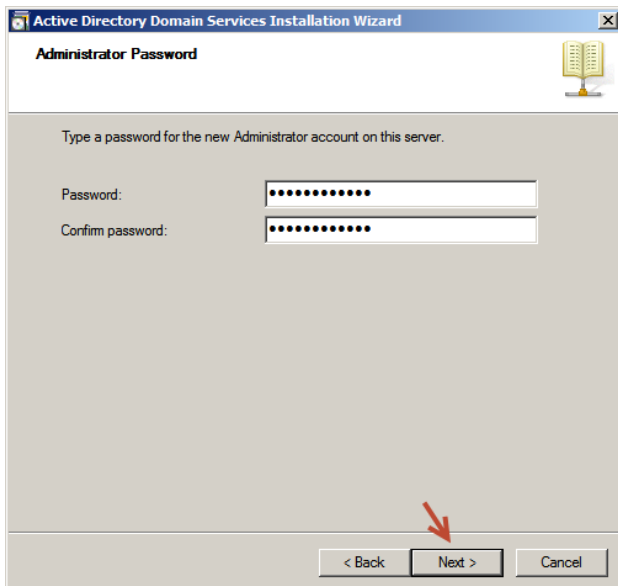 Active Directory Domain Services Installation Wizard
Administrator Password
Type a password for the new Administrator account on this server.
Password: ●●●●●●●●●●●●
Confirm password: ●●●●●●●●●●●●
< Back Next > Cancel